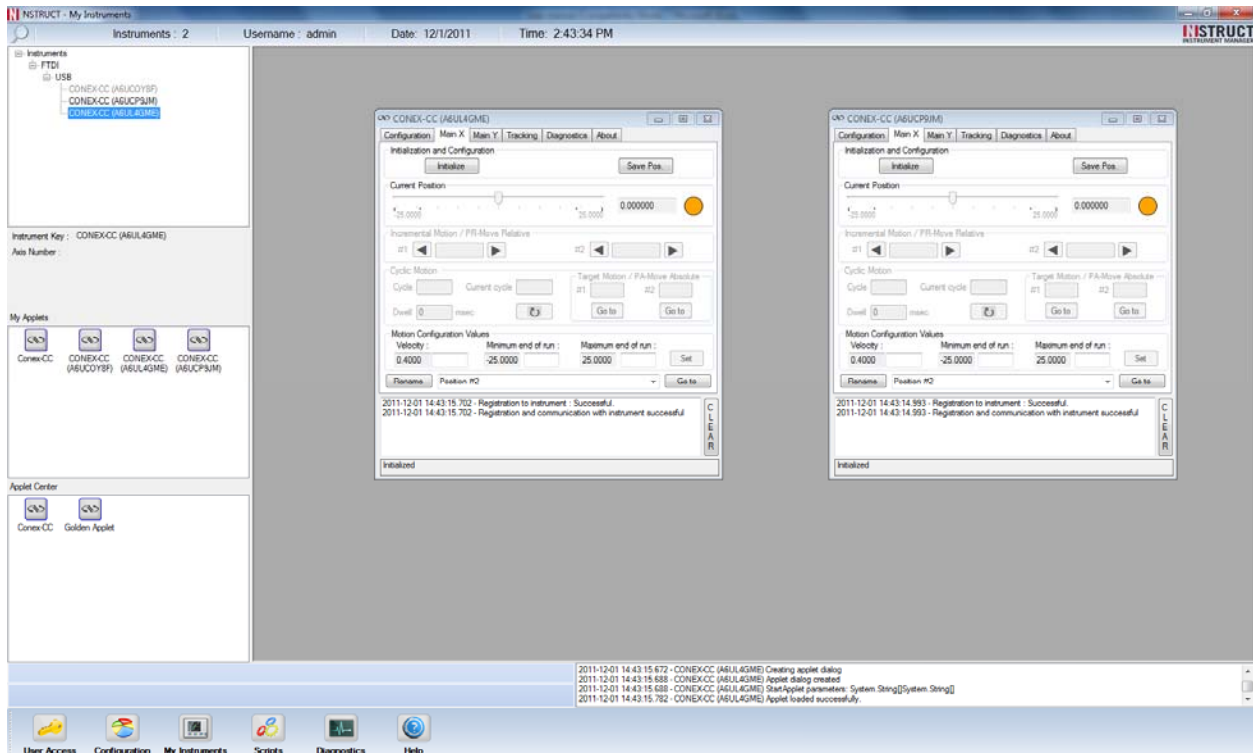 NSTRUCT - My Instruments
Instruments : 2 Username : admin Date: 12/1/2011 Time: 2:43:34 PM
NSTRUCT
INSTRUMENT MANAGER
Instruments
FTDI
USB
CONEX-CC (A6UCOY8F)
CONEX-CC (A6UCP9JM)
CONEX-CC (A6UL4GME)
Instrument Key : CONEX-CC (A6UL4GME)
Axis Number :
My Applets
Conex-CC CONEX-CC (A6UCOY8F) CONEX-CC (A6UL4GME) CONEX-CC (A6UCP9JM)
Applet Center
Conex-CC Golden Applet
CONEX-CC (A6UL4GME)
Configuration Main X Main Y Tracking Diagnostics About
Initialization and Configuration
Initialize Save Pos.
Current Position
-25.0000 25.0000 0.000000
Incremental Motion / PR-Move Relative
#1 #2
Cyclic Motion
Cycle Current cycle
Dwell 0 msec
Target Motion / PA-Move Absolute
#1 #2
Go to Go to
Motion Configuration Values
Velocity : Minimum end of run : Maximum end of run :
0.4000 -25.0000 25.0000 Set
Rename Position #2 Go to
2011-12-01 14:43:15.702 - Registration to instrument : Successful.
2011-12-01 14:43:15.702 - Registration and communication with instrument successful
CLEAR
Initialized
CONEX-CC (A6UCP9JM)
Configuration Main X Main Y Tracking Diagnostics About
Initialization and Configuration
Initialize Save Pos.
Current Position
-25.0000 25.0000 0.000000
Incremental Motion / PR-Move Relative
#1 #2
Cyclic Motion
Cycle Current cycle
Dwell 0 msec
Target Motion / PA-Move Absolute
#1 #2
Go to Go to
Motion Configuration Values
Velocity : Minimum end of run : Maximum end of run :
0.4000 -25.0000 25.0000 Set
Rename Position #2 Go to
2011-12-01 14:43:14.993 - Registration to instrument : Successful.
2011-12-01 14:43:14.993 - Registration and communication with instrument successful
CLEAR
Initialized
2011-12-01 14:43:15.672 - CONEX-CC (A6UL4GME) Creating applet dialog
2011-12-01 14:43:15.688 - CONEX-CC (A6UL4GME) Applet dialog created
2011-12-01 14:43:15.688 - CONEX-CC (A6UL4GME) StartApplet parameters: System.String[]System.String[]
2011-12-01 14:43:15.782 - CONEX-CC (A6UL4GME) Applet loaded successfully.
User Access Configuration My Instruments Scripts Diagnostics Help